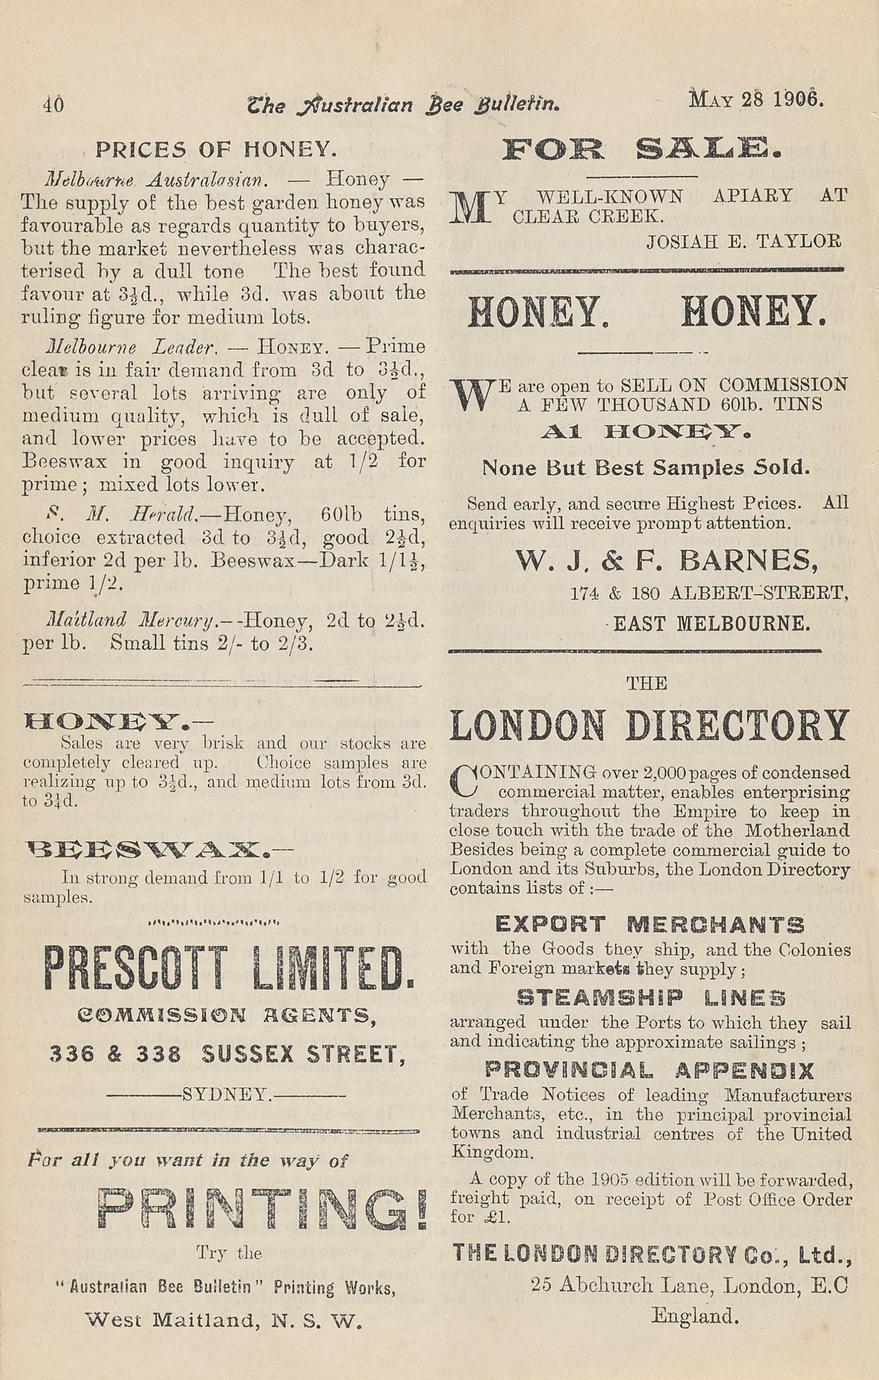 40
The Australian Bee Bulletin.
MAY 28 1906.
PRICES OF HONEY.
Melbourne Australasian. — Honey —
The supply of the best garden honey was
favourable as regards quantity to buyers,
but the market nevertheless was charac-
terised by a dull tone The best found
favour at 3½d., while 3d. was about the
ruling figure for medium lots.
Melbourne Leader. — HONEY. — Prime
clear is in fair demand from 3d to 3½d.,
but several lots arriving are only of
medium quality, which is dull of sale,
and lower prices have to be accepted.
Beeswax in good inquiry at 1/2 for
prime; mixed lots lower.
S. M. Herald.—Honey, 60lb tins,
choice extracted 3d to 3½d, good 2½d,
inferior 2d per lb. Beeswax—Dark 1/1½,
prime 1/2.
Maitland Mercury.--Honey, 2d to 2½d.
per lb. Small tins 2/- to 2/3.
HONEY.—
Sales are very brisk and our stocks are
completely cleared up. Choice samples are
realizing up to 3½d., and medium lots from 3d.
to 3¼d.
BEESWAX.—
In strong demand from 1/1 to 1/2 for good
samples.
PRESCOTT LIMITED.
COMMISSION AGENTS,
336 & 338 SUSSEX STREET,
SYDNEY.
For all you want in the way of
PRINTING!
Try the
"Australian Bee Bulletin" Printing Works,
West Maitland, N. S. W.
FOR SALE.
MY WELL-KNOWN APIARY AT
CLEAR CREEK.
JOSIAH E. TAYLOR
HONEY. HONEY.
WE are open to SELL ON COMMISSION
A FEW THOUSAND 60lb. TINS
A1 HONEY.
None But Best Samples Sold.
Send early, and secure Highest Prices. All
enquiries will receive prompt attention.
W. J. & F. BARNES,
174 & 180 ALBERT-STREET,
EAST MELBOURNE.
THE
LONDON DIRECTORY
CONTAINING over 2,000 pages of condensed
commercial matter, enables enterprising
traders throughout the Empire to keep in
close touch with the trade of the Motherland
Besides being a complete commercial guide to
London and its Suburbs, the London Directory
contains lists of :—
EXPORT MERCHANTS
with the Goods they ship, and the Colonies
and Foreign markets they supply;
STEAMSHIP LINES
arranged under the Ports to which they sail
and indicating the approximate sailings;
PROVINCIAL APPENDIX
of Trade Notices of leading Manufacturers
Merchants, etc., in the principal provincial
towns and industrial centres of the United
Kingdom.
A copy of the 1905 edition will be forwarded,
freight paid, on receipt of Post Office Order
for £1.
THE LONDON DIRECTORY Co., Ltd.,
25 Abchurch Lane, London, E.C
England.